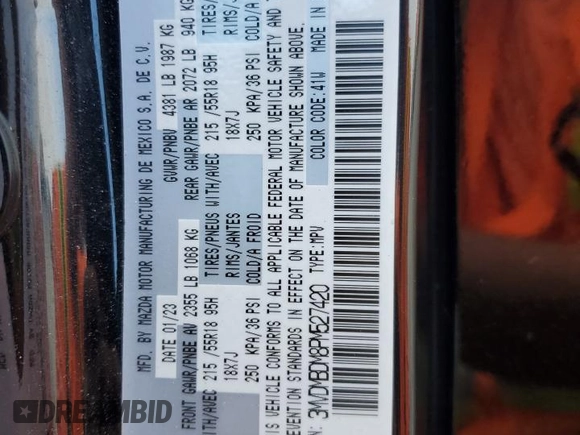 MFG. BY MAZDA MOTOR MANUFACTURING DE MEXICO S.A. DE C.V.
DATE 01/23 GVWR/PNBV 4381 LB 1987 KG
FRONT GAWR/PNBE AV 2355 LB 1068 KG REAR GAWR/PNBE AR 2072 LB 940 KG
WITH/AVEC 215 /55R18 95H TIRES/PNEUS WITH/AVEC 215 /55R18 95H TIRES/
18X7J RIMS/JANTES 18X7J RIMS/J
250 KPA/36 PSI COLD/A FROID 250 KPA/36 PSI COLD/A
IS VEHICLE CONFORMS TO ALL APPLICABLE FEDERAL MOTOR VEHICLE SAFETY AND
EVENTION STANDARDS IN EFFECT ON THE DATE OF MANUFACTURE SHOWN ABOVE.
3MVDMBDM8PM527420 TYPE:MPV COLOR CODE:41W MADE IN
DREAMBID